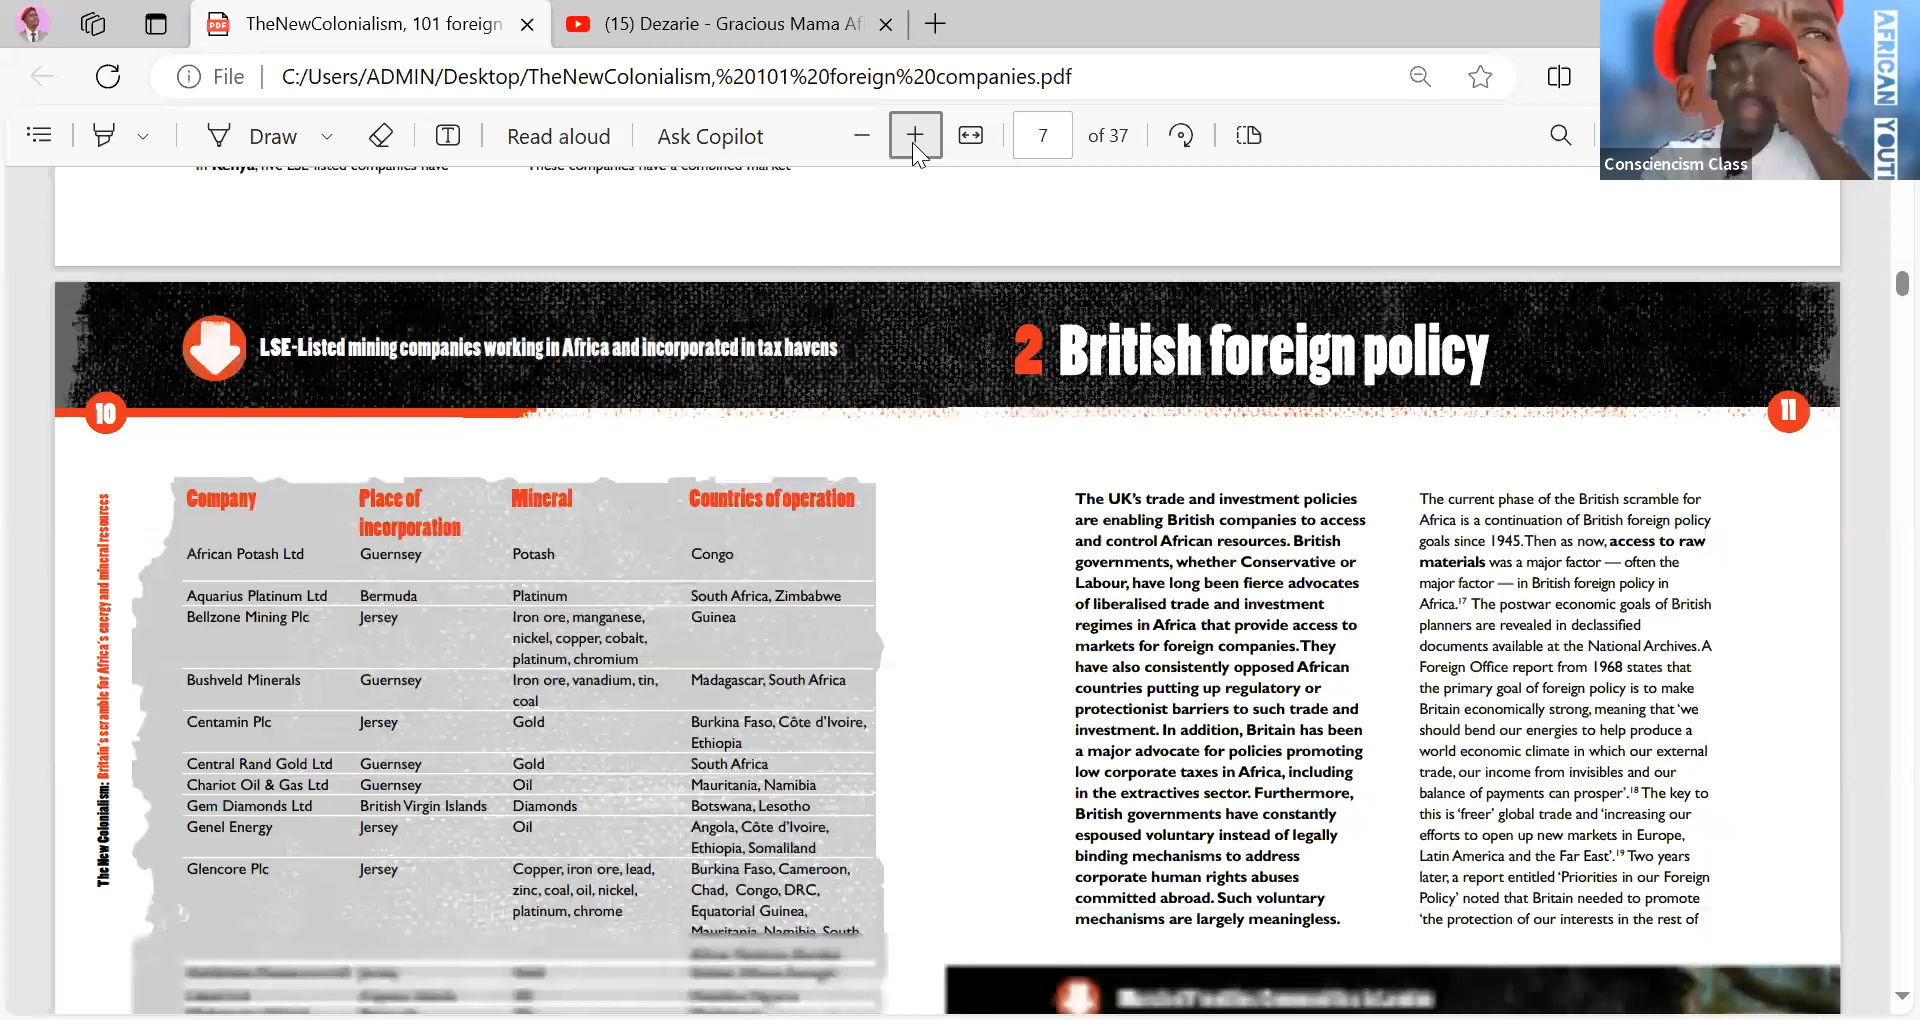 TheNewColonialism, 101 foreign
(15) Dezarie - Gracious Mama Af
File
C:/Users/ADMIN/Desktop/TheNewColonialism,%20101%20foreign%20companies.pdf
Draw
Read aloud
Ask Copilot
7
of 37
Consciencism Class
AFRICAN YOUT
in Kenya, five LSE-listed companies have
These companies have a combined market
LSE-Listed mining companies working in Africa and incorporated in tax havens
2 British foreign policy
10
11
The New Colonialism: Britain's scramble for Africa's energy and mineral resources
Company
Place of
incorporation
Mineral
Countries of operation
African Potash Ltd
Guernsey
Potash
Congo
Aquarius Platinum Ltd
Bermuda
Platinum
South Africa, Zimbabwe
Bellzone Mining Plc
Jersey
Iron ore, manganese,
nickel, copper, cobalt,
platinum, chromium
Guinea
Bushveld Minerals
Guernsey
Iron ore, vanadium, tin,
coal
Madagascar, South Africa
Centamin Plc
Jersey
Gold
Burkina Faso, Côte d'Ivoire,
Ethiopia
Central Rand Gold Ltd
Guernsey
Gold
South Africa
Chariot Oil & Gas Ltd
Guernsey
Oil
Mauritania, Namibia
Gem Diamonds Ltd
British Virgin Islands
Diamonds
Botswana, Lesotho
Genel Energy
Jersey
Oil
Angola, Côte d'Ivoire,
Ethiopia, Somaliland
Glencore Plc
Jersey
Copper, iron ore, lead,
zinc, coal, oil, nickel,
platinum, chrome
Burkina Faso, Cameroon,
Chad, Congo, DRC,
Equatorial Guinea,
Mauritania, Namibia, South
The UK's trade and investment policies
are enabling British companies to access
and control African resources. British
governments, whether Conservative or
Labour, have long been fierce advocates
of liberalised trade and investment
regimes in Africa that provide access to
markets for foreign companies. They
have also consistently opposed African
countries putting up regulatory or
protectionist barriers to such trade and
investment. In addition, Britain has been
a major advocate for policies promoting
low corporate taxes in Africa, including
in the extractives sector. Furthermore,
British governments have constantly
espoused voluntary instead of legally
binding mechanisms to address
corporate human rights abuses
committed abroad. Such voluntary
mechanisms are largely meaningless.
The current phase of the British scramble for
Africa is a continuation of British foreign policy
goals since 1945. Then as now, access to raw
materials was a major factor — often the
major factor — in British foreign policy in
Africa.17 The postwar economic goals of British
planners are revealed in declassified
documents available at the National Archives. A
Foreign Office report from 1968 states that
the primary goal of foreign policy is to make
Britain economically strong, meaning that 'we
should bend our energies to help produce a
world economic climate in which our external
trade, our income from invisibles and our
balance of payments can prosper'.18 The key to
this is 'freer' global trade and 'increasing our
efforts to open up new markets in Europe,
Latin America and the Far East'.19 Two years
later, a report entitled 'Priorities in our Foreign
Policy' noted that Britain needed to promote
'the protection of our interests in the rest of